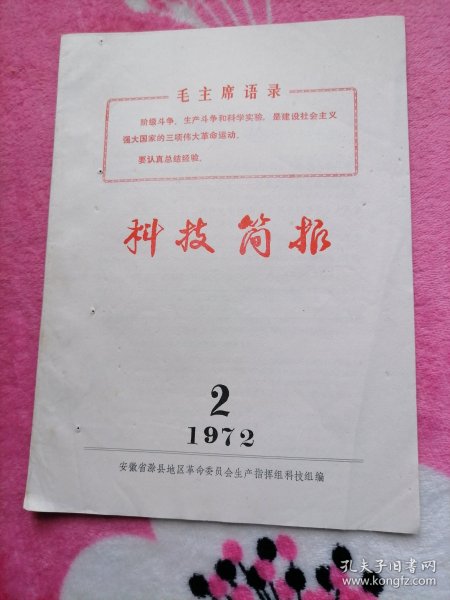 毛主席语录
阶级斗争、生产斗争和科学实验，是建设社会主义
强大国家的三项伟大革命运动。
要认真总结经验。
科技简报
2
1972
安徽省滁县地区革命委员会生产指挥组科技组编
孔夫子旧书网
www.kongfz.com